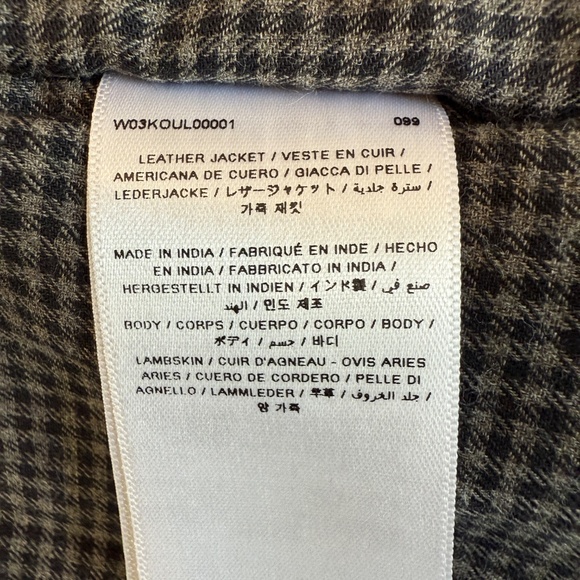 W03KOUL00001 099
LEATHER JACKET / VESTE EN CUIR /
AMERICANA DE CUERO / GIACCA DI PELLE /
LEDERJACKE / レザージャケット / سترة جلدية /
가죽 재킷
MADE IN INDIA / FABRIQUÉ EN INDE / HECHO
EN INDIA / FABBRICATO IN INDIA /
HERGESTELLT IN INDIEN / インド製 / صنع في
الهند / 인도 제조
BODY / CORPS / CUERPO / CORPO / BODY /
ボディ / جسم / 바디
LAMBSKIN / CUIR D'AGNEAU - OVIS ARIES
ARIES / CUERO DE CORDERO / PELLE DI
AGNELLO / LAMMLEDER / 羊革 / جلد الخروف /
양 가죽